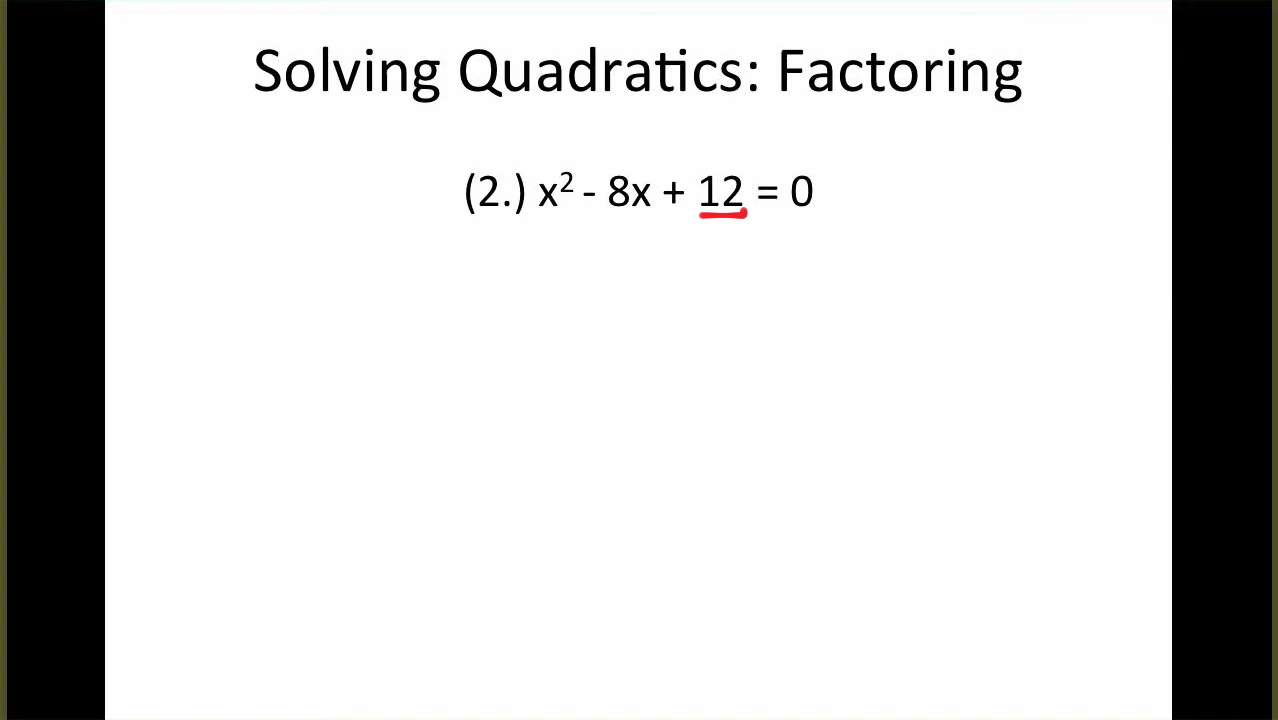 Solving Quadratics: Factoring
(2.) x² - 8x + 12 = 0